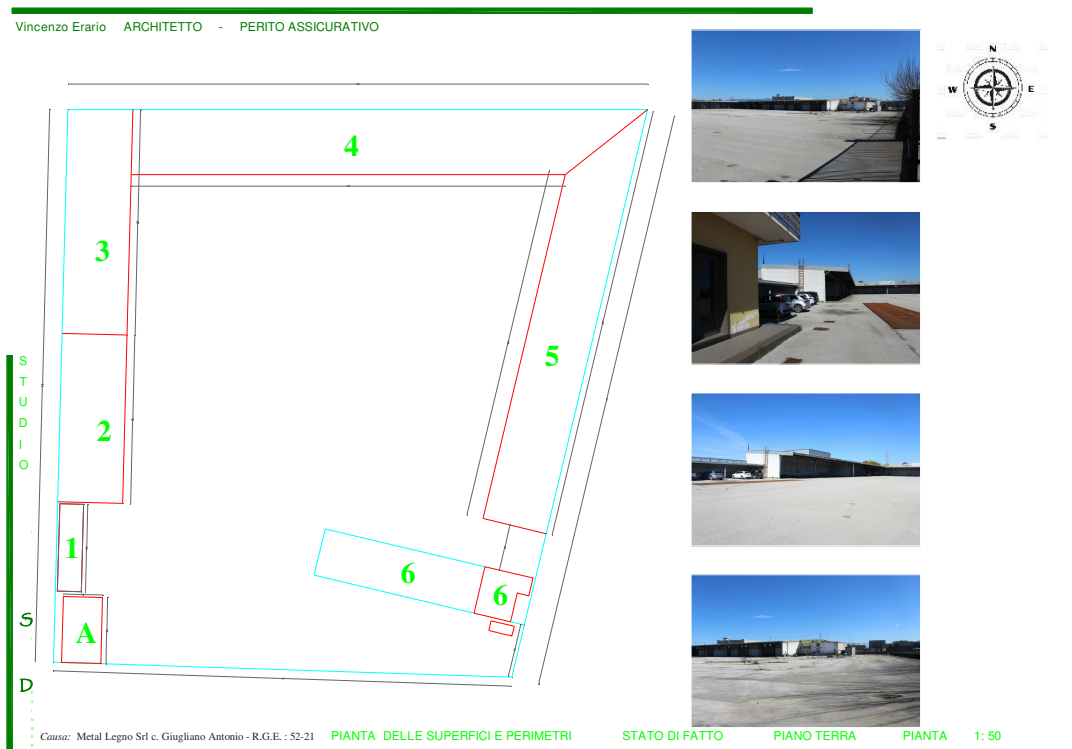 Vincenzo Erario ARCHITETTO - PERITO ASSICURATIVO
N
W E
S
4
3
5
2
1
6
6
A
STUDIO
S
D
Causa: Metal Legno Srl c. Giugliano Antonio - R.G.E. : 52-21 PIANTA DELLE SUPERFICI E PERIMETRI STATO DI FATTO PIANO TERRA PIANTA 1: 50